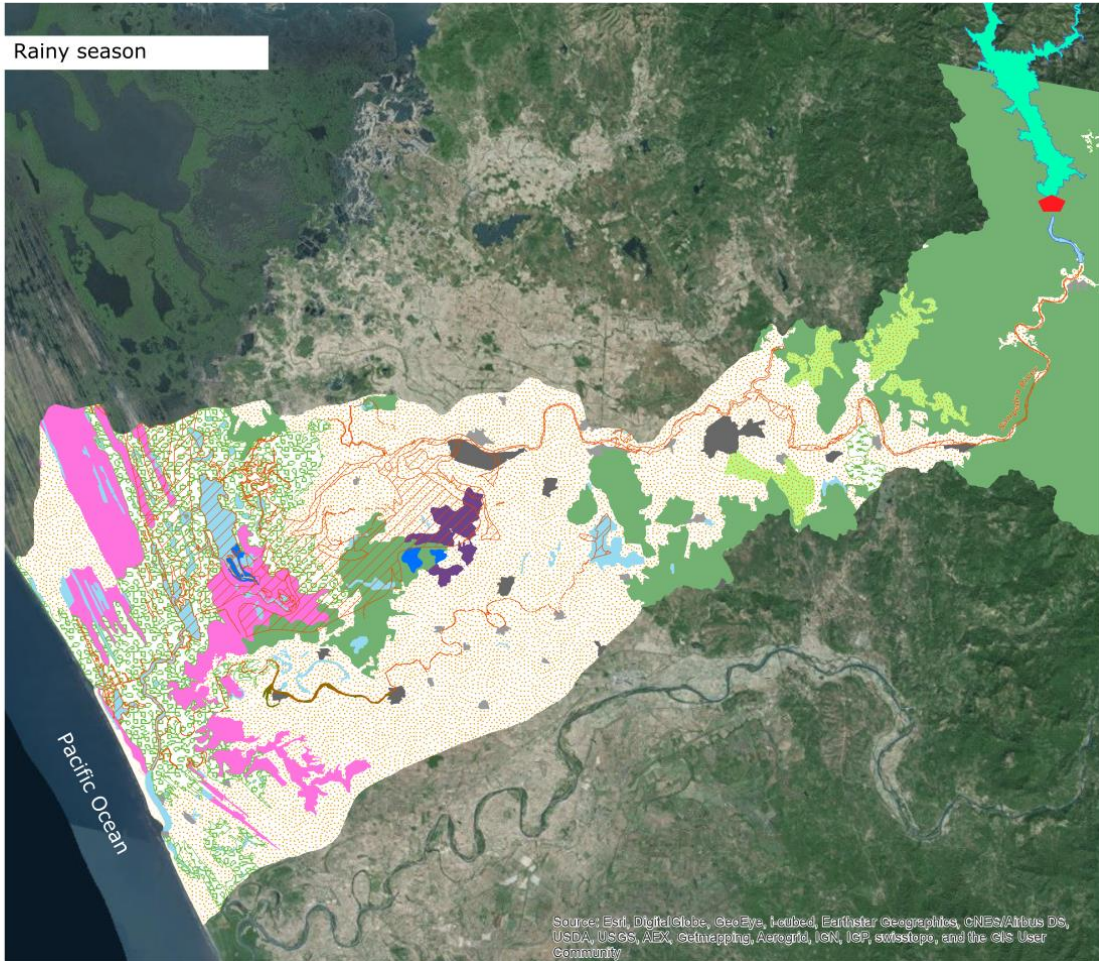 Rainy season
Pacific Ocean
Source: Esri, DigitalGlobe, GeoEye, i-cubed, Earthstar Geographics, CNES/Airbus DS,
USDA, USGS, AEX, Getmapping, Aerogrid, IGN, IGP, swisstopo, and the GIS User
Community